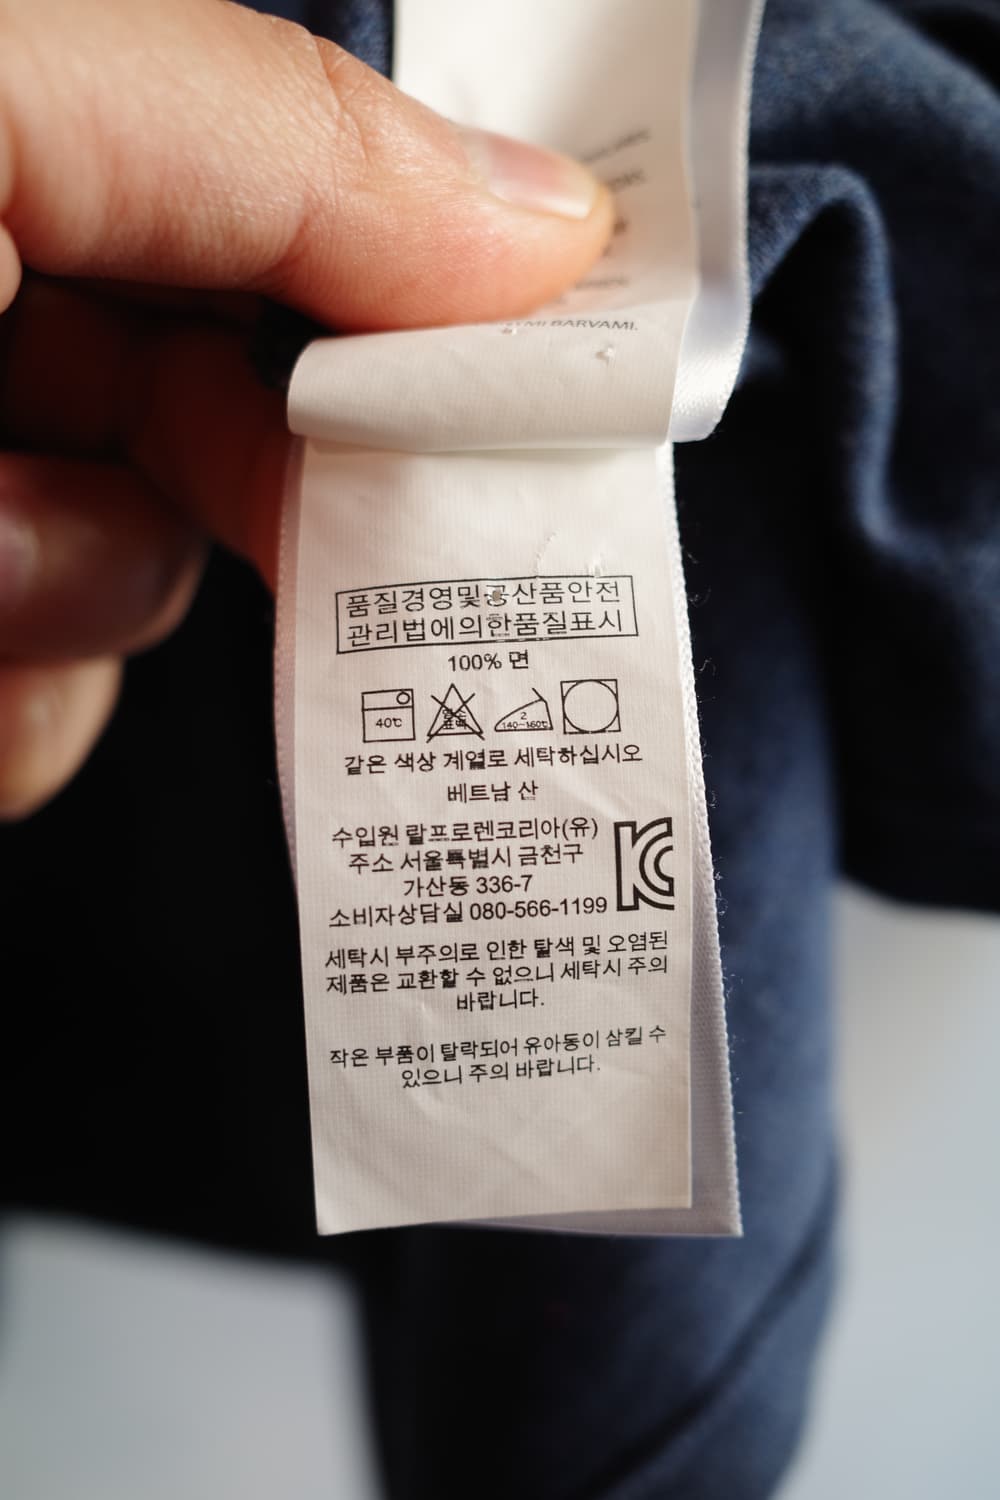 BARVAMI.
품질경영및공산품안전
관리법에의한품질표시
100% 면
40℃
염소
표백
2
140~160℃
같은 색상 계열로 세탁하십시오
베트남 산
수입원 랄프로렌코리아(유)
주소 서울특별시 금천구
가산동 336-7
소비자상담실 080-566-1199
세탁시 부주의로 인한 탈색 및 오염된
제품은 교환할 수 없으니 세탁시 주의
바랍니다.
작은 부품이 탈락되어 유아동이 삼킬 수
있으니 주의 바랍니다.